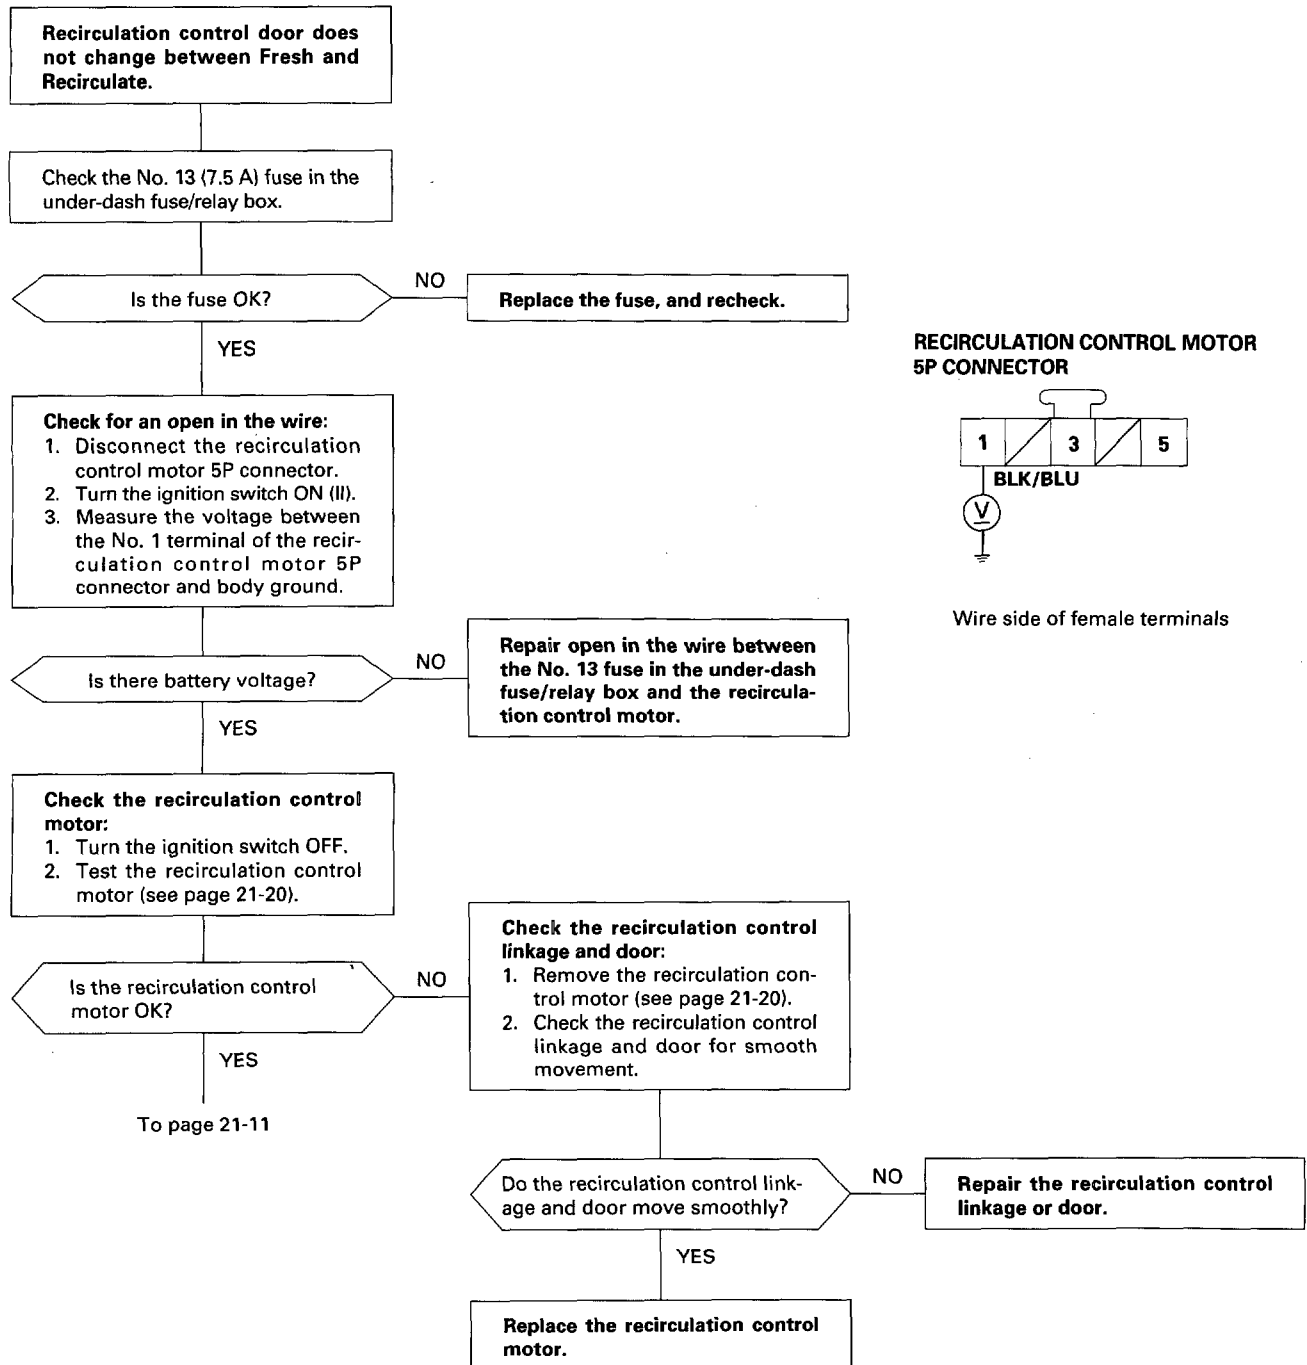 Recirculation control door does
not change between Fresh and
Recirculate.
Check the No. 13 (7.5 A) fuse in the
under-dash fuse/relay box.
Is the fuse OK?
NO
Replace the fuse, and recheck.
YES
RECIRCULATION CONTROL MOTOR
5P CONNECTOR
1
3
5
BLK/BLU
V
Wire side of female terminals
Check for an open in the wire:
1. Disconnect the recirculation
control motor 5P connector.
2. Turn the ignition switch ON (II).
3. Measure the voltage between
the No. 1 terminal of the recir-
culation control motor 5P
connector and body ground.
Is there battery voltage?
NO
Repair open in the wire between
the No. 13 fuse in the under-dash
fuse/relay box and the recircula-
tion control motor.
YES
Check the recirculation control
motor:
1. Turn the ignition switch OFF.
2. Test the recirculation control
motor (see page 21-20).
Is the recirculation control
motor OK?
NO
Check the recirculation control
linkage and door:
1. Remove the recirculation con-
trol motor (see page 21-20).
2. Check the recirculation control
linkage and door for smooth
movement.
YES
To page 21-11
Do the recirculation control link-
age and door move smoothly?
NO
Repair the recirculation control
linkage or door.
YES
Replace the recirculation control
motor.